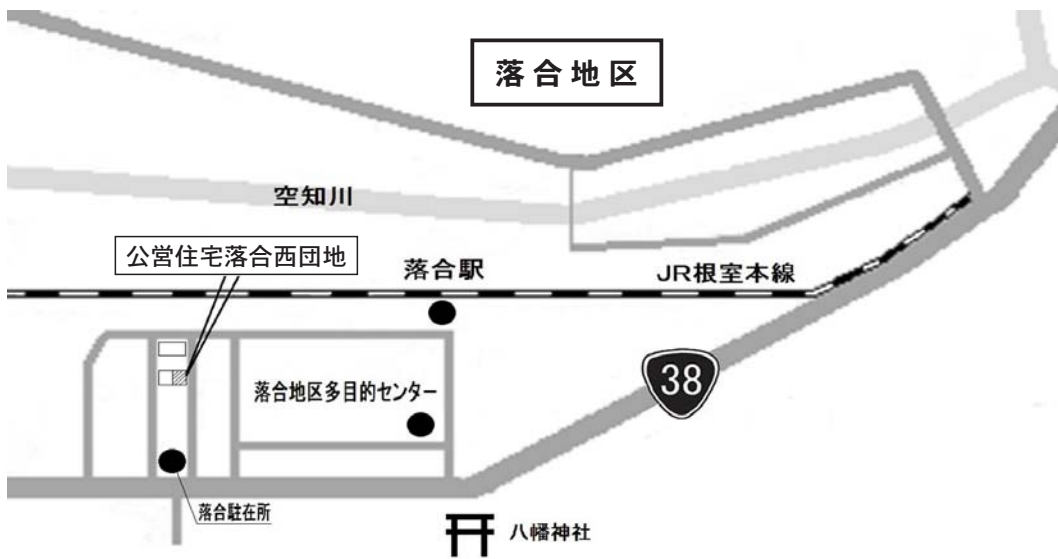 落合地区
空知川
公営住宅落合西団地
落合駅
JR根室本線
38
落合地区多目的センター
落合駐在所
八幡神社